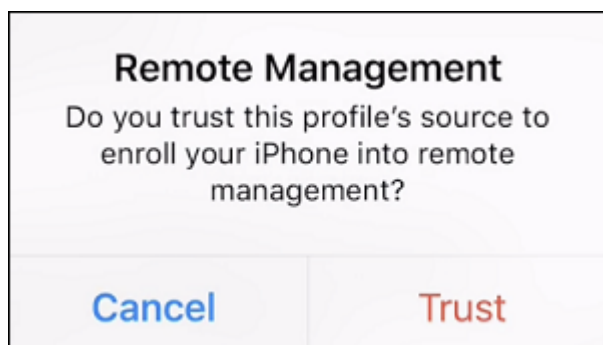 Remote Management
Do you trust this profile’s source to
enroll your iPhone into remote
management?
Cancel
Trust